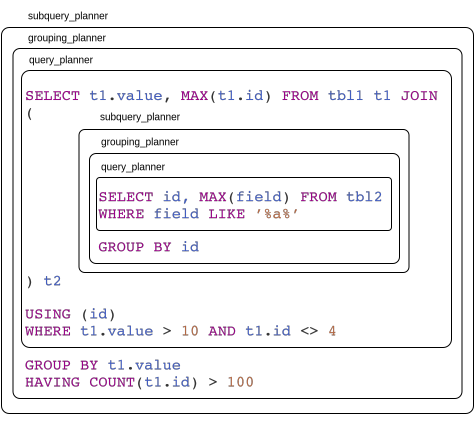 subquery_planner
grouping_planner
query_planner
SELECT t1.value, MAX(t1.id) FROM tbl1 t1 JOIN
(
subquery_planner
grouping_planner
query_planner
SELECT id, MAX(field) FROM tbl2
WHERE field LIKE ’%a%’
GROUP BY id
) t2
USING (id)
WHERE t1.value > 10 AND t1.id <> 4
GROUP BY t1.value
HAVING COUNT(t1.id) > 100